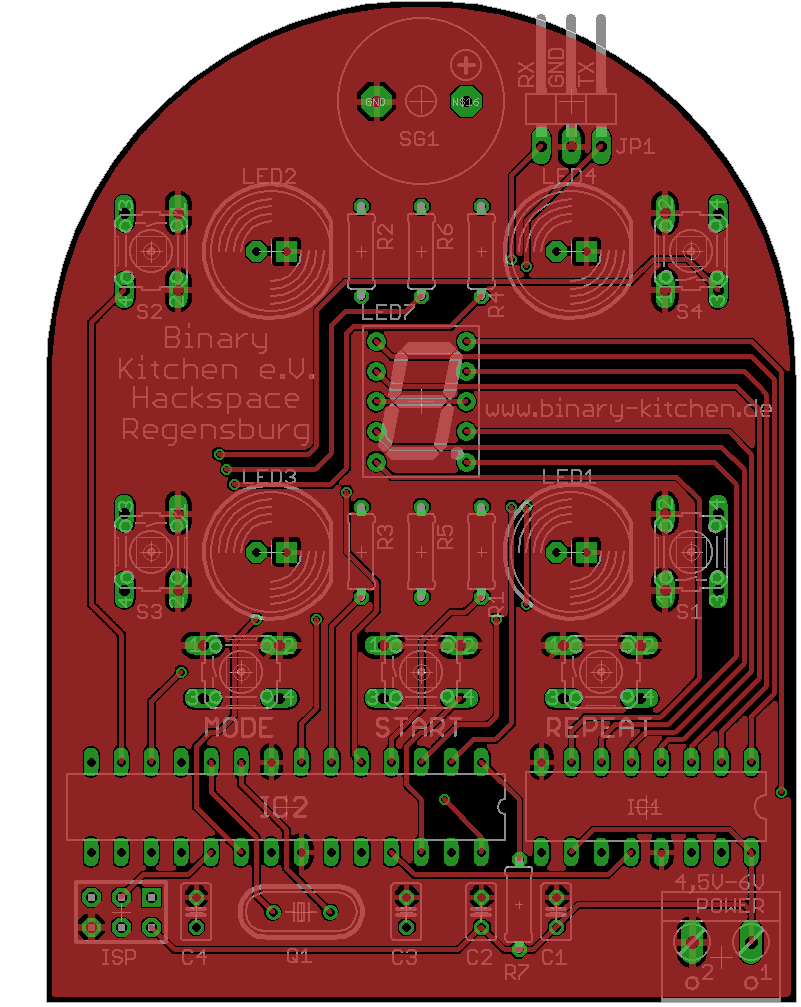 RX
GND
TX
GND
NS16
SG1
JP1
LED2
LED4
R2
R6
R4
S2
S4
LED7
Binary
Kitchen e.V.
Hackspace
Regensburg
www.binary-kitchen.de
LED3
LED1
R3
R5
R1
S3
S1
MODE
START
REPEAT
IC2
IC1
4,5V-6V
POWER
ISP
C4
Q1
C3
C2
R7
C1
2
1